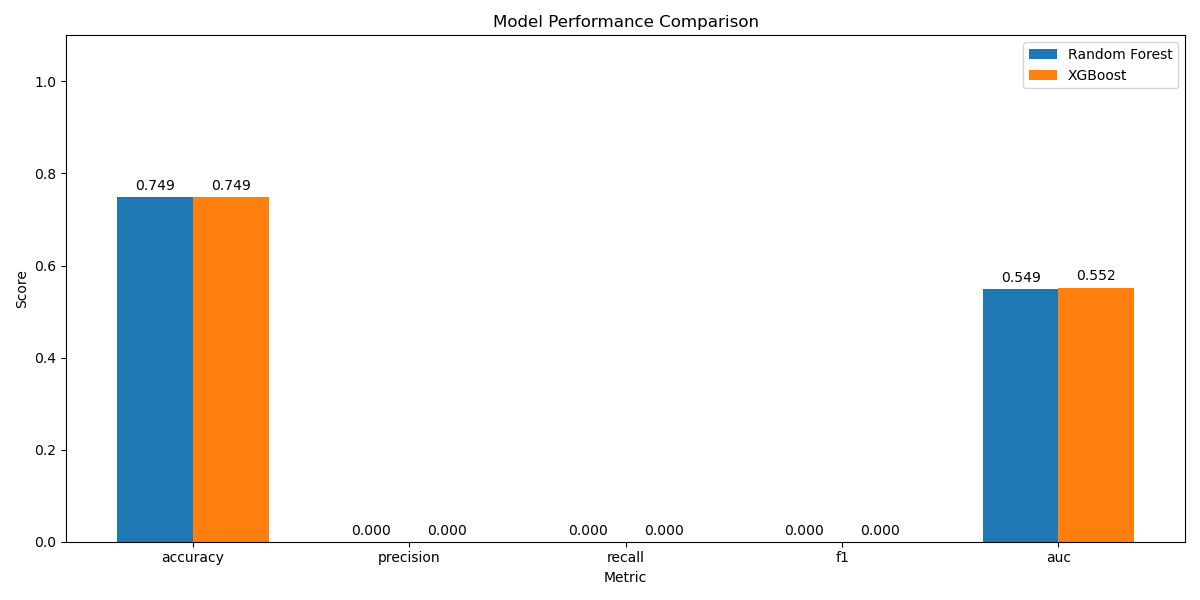 Model Performance Comparison
Random Forest
XGBoost
Score
1.0
0.8
0.6
0.4
0.2
0.0
0.749 0.749
0.000 0.000
0.000 0.000
0.000 0.000
0.549 0.552
accuracy precision recall f1 auc
Metric